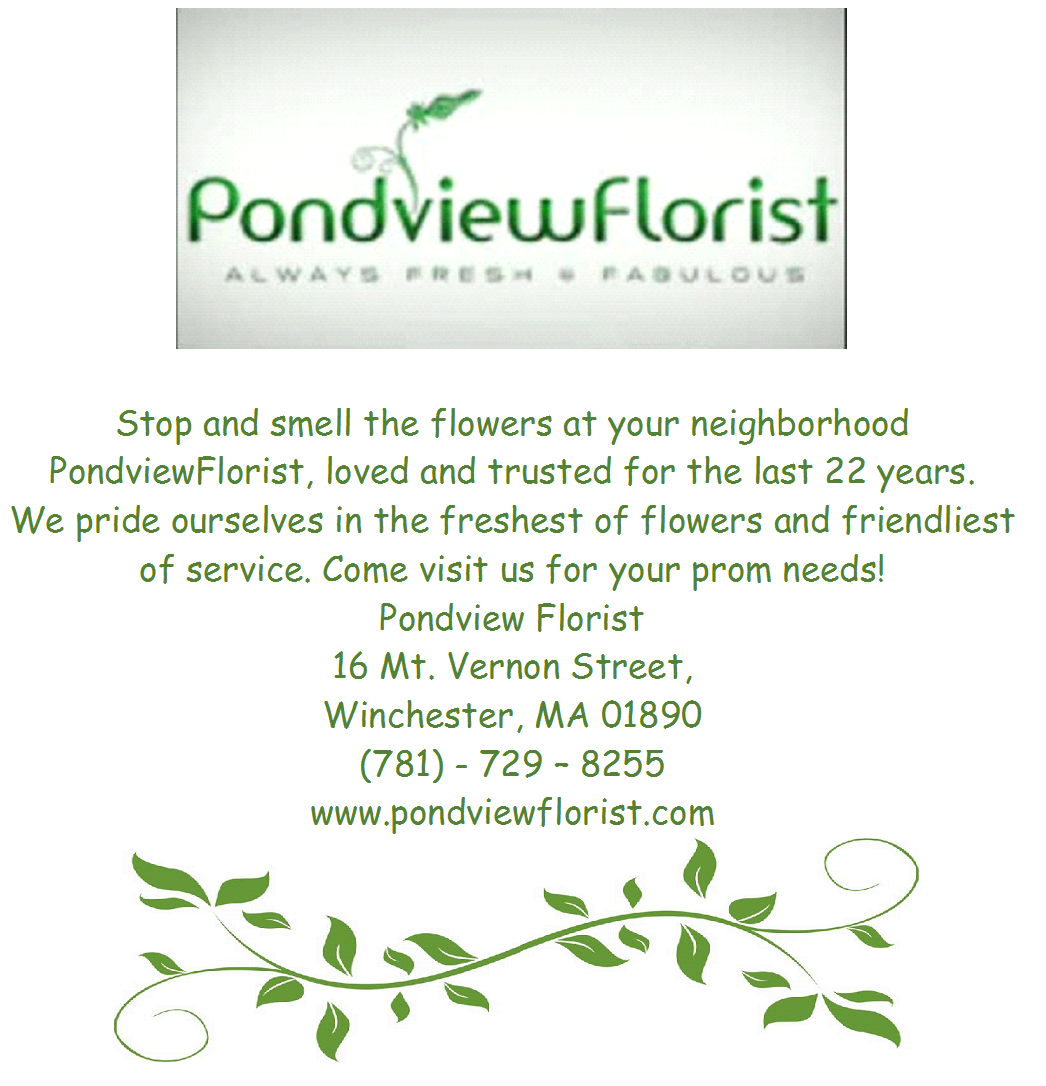 PondviewFlorist
ALWAYS FRESH & FABULOUS
Stop and smell the flowers at your neighborhood
PondviewFlorist, loved and trusted for the last 22 years.
We pride ourselves in the freshest of flowers and friendliest
of service. Come visit us for your prom needs!
Pondview Florist
16 Mt. Vernon Street,
Winchester, MA 01890
(781) - 729 – 8255
www.pondviewflorist.com